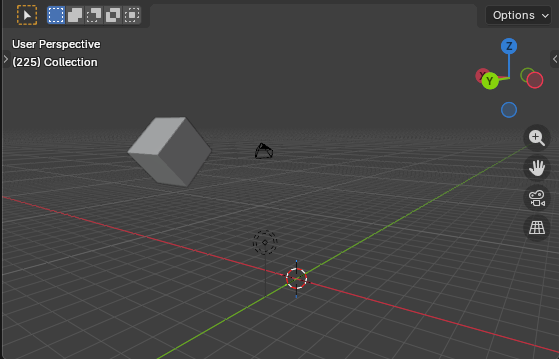 Options
User Perspective
(225) Collection
Z
X
Y